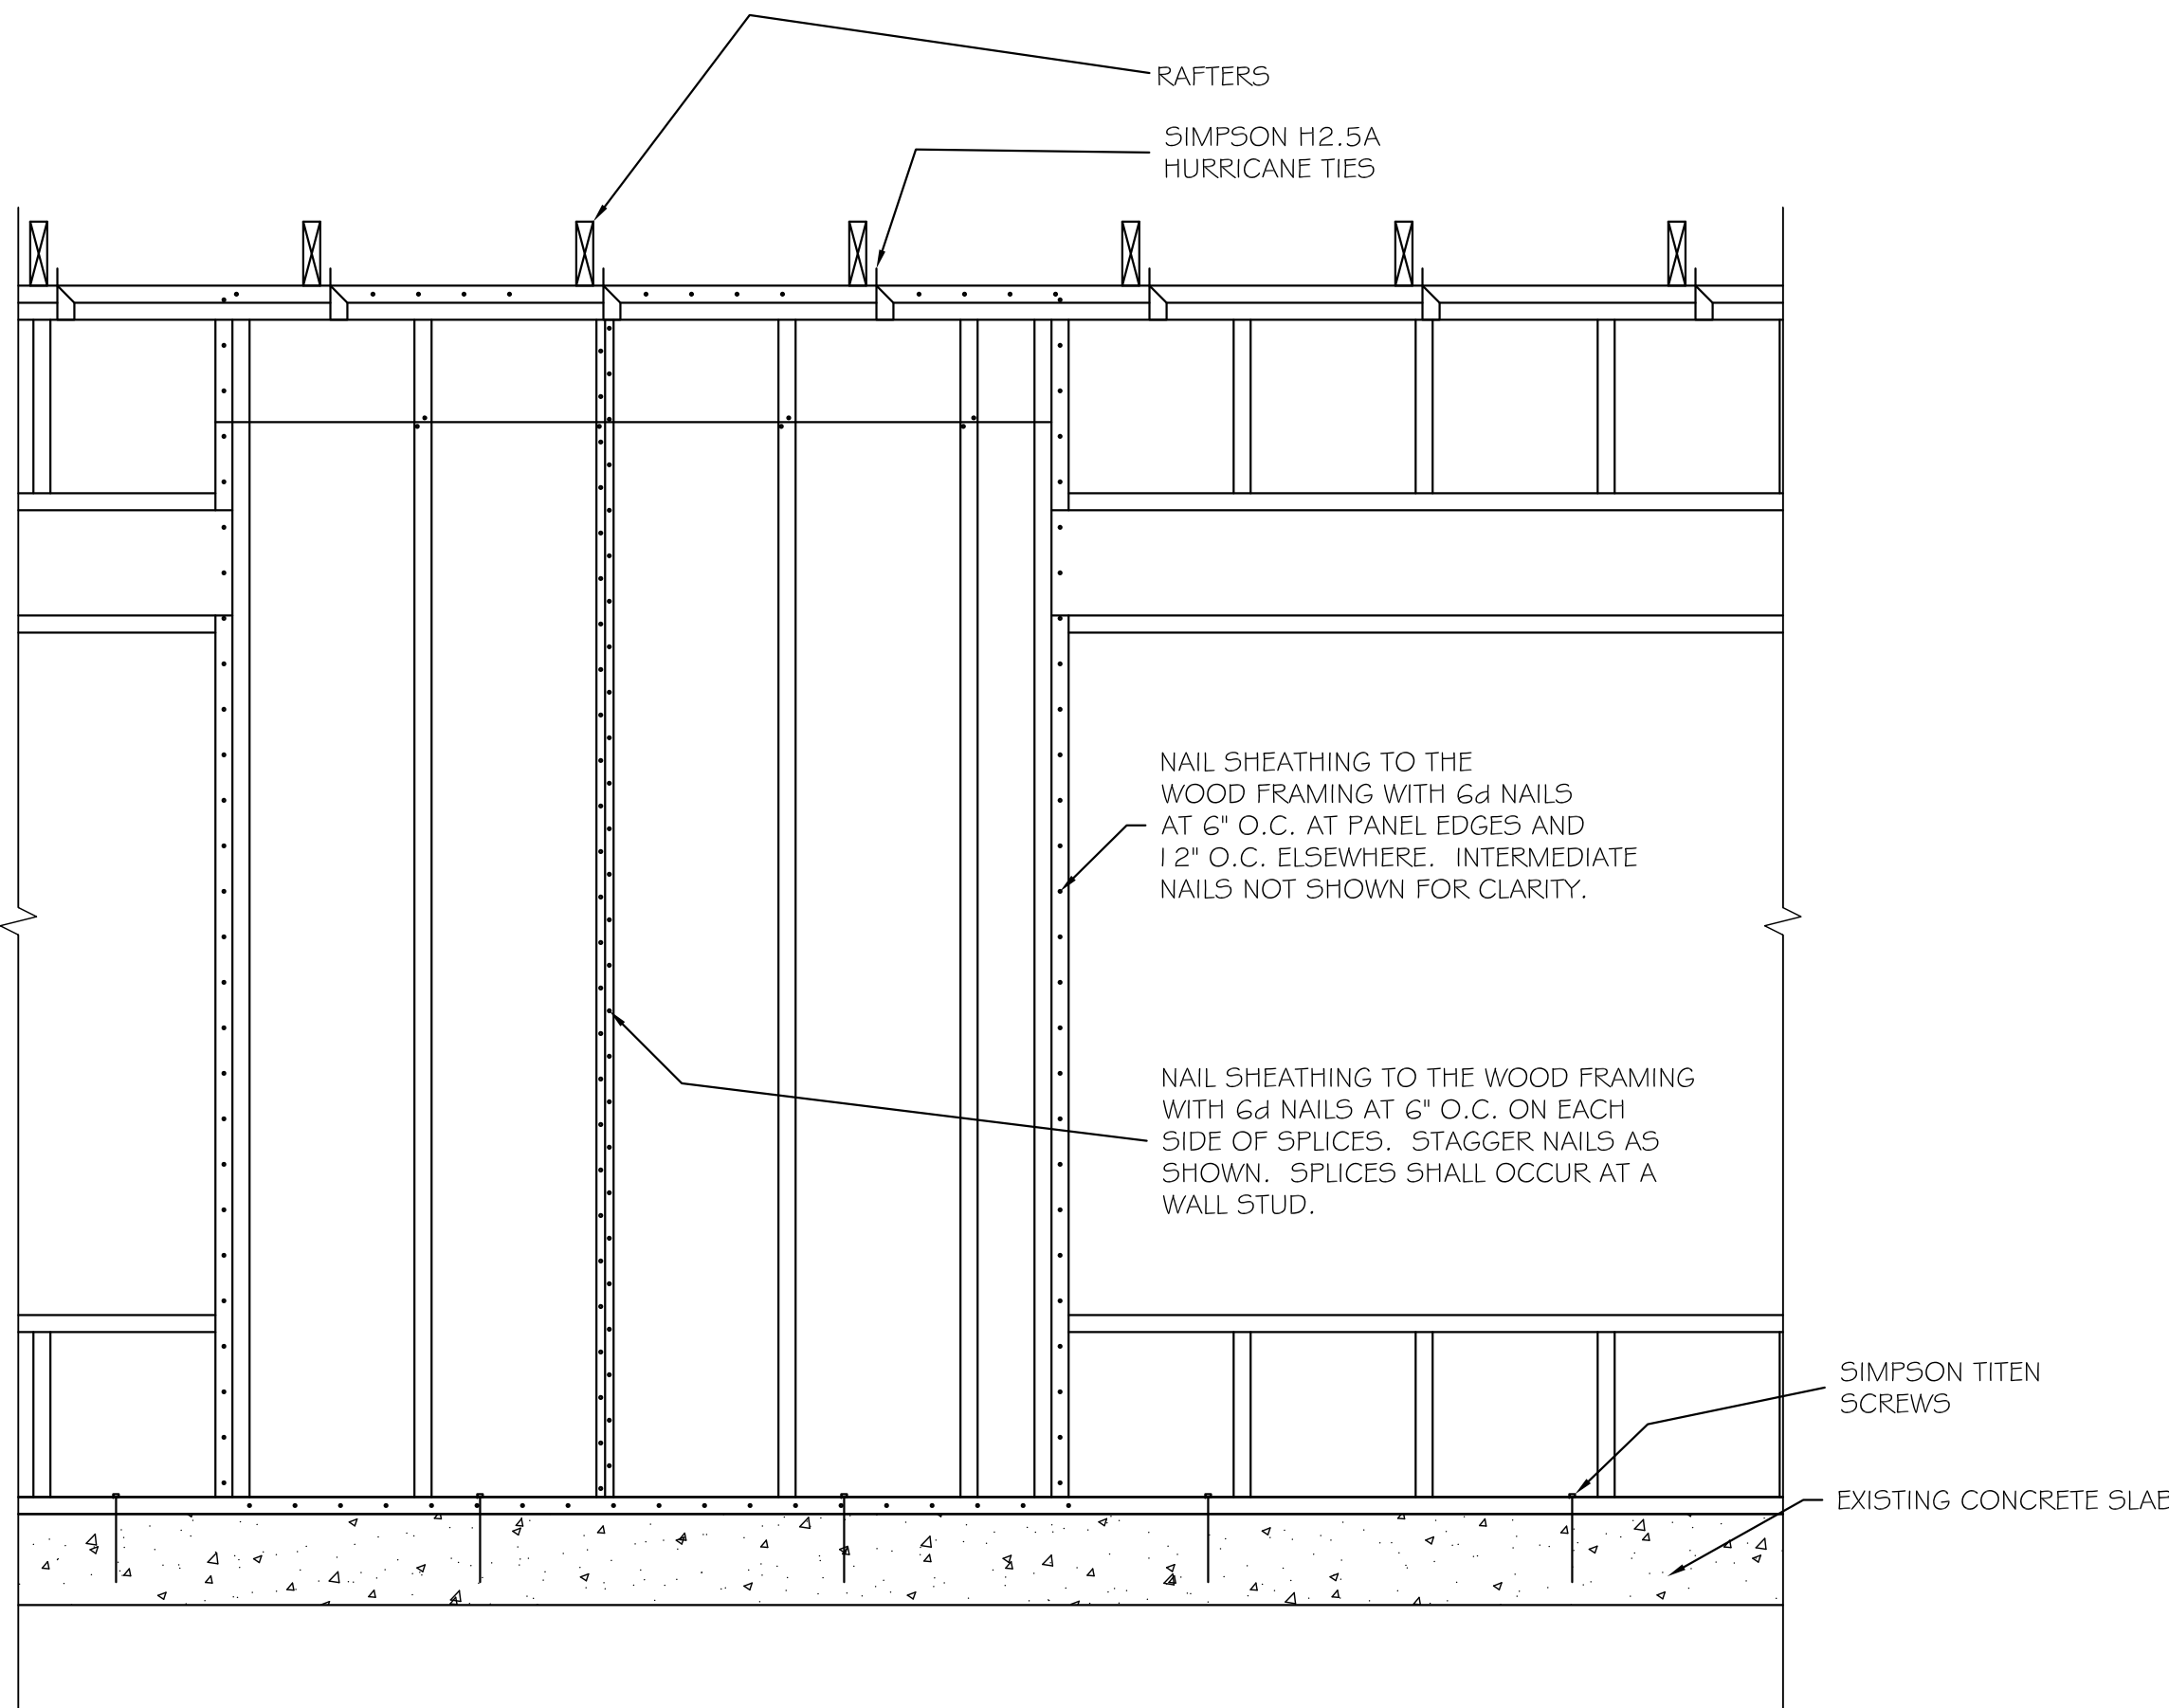 RAFTERS
SIMPSON H2.5A
HURRICANE TIES
NAIL SHEATHING TO THE
WOOD FRAMING WITH 6d NAILS
AT 6" O.C. AT PANEL EDGES AND
12" O.C. ELSEWHERE. INTERMEDIATE
NAILS NOT SHOWN FOR CLARITY.
NAIL SHEATHING TO THE WOOD FRAMING
WITH 6d NAILS AT 6" O.C. ON EACH
SIDE OF SPLICES. STAGGER NAILS AS
SHOWN. SPLICES SHALL OCCUR AT A
WALL STUD.
SIMPSON TITEN
SCREWS
EXISTING CONCRETE SLAB